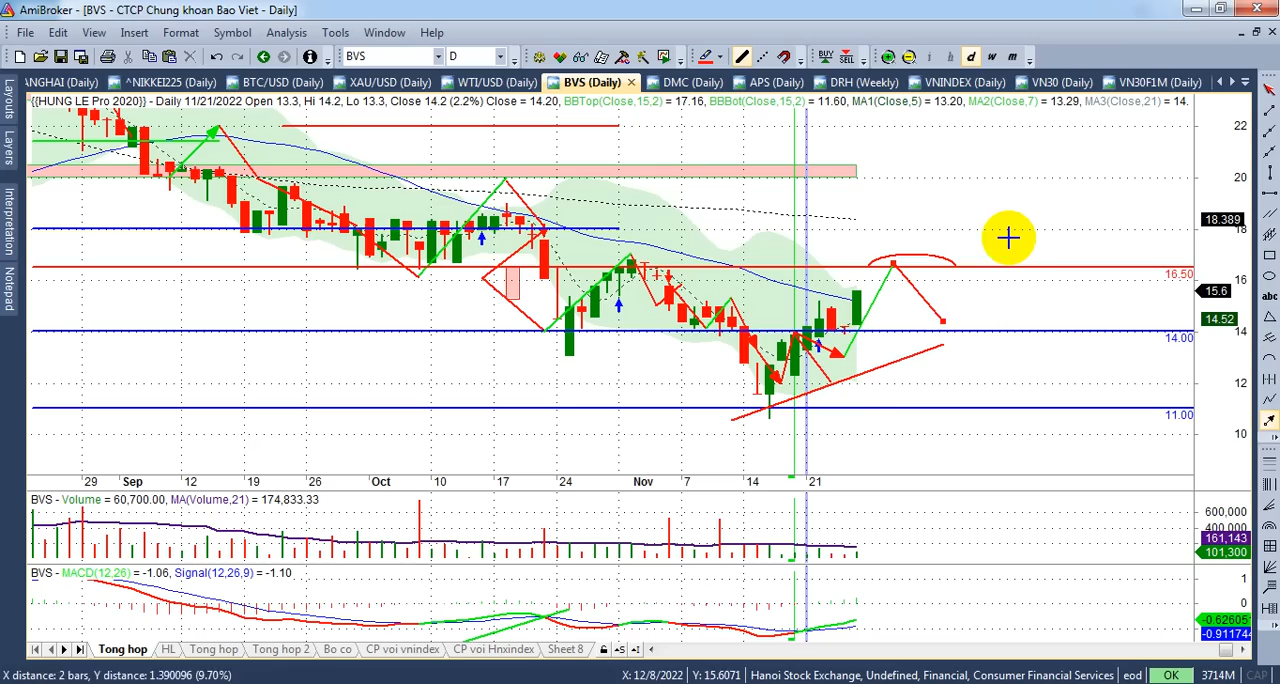 AmiBroker - [BVS - CTCP Chung khoan Bao Viet - Daily]
File Edit View Insert Format Symbol Analysis Tools Window Help
BVS D BUY SELL i h d w m
Layouts
Layers
Interpretation
Notepad
ANGHAI (Daily) ^NIKKEI225 (Daily) BTC/USD (Daily) XAU/USD (Daily) WTI/USD (Daily) BVS (Daily) DMC (Daily) APS (Daily) DRH (Weekly) VNINDEX (Daily) VN30 (Daily) VN30F1M (Daily)
{{HUNG LE Pro 2020}} - Daily 11/21/2022 Open 13.3, Hi 14.2, Lo 13.3, Close 14.2 (2.2%) Close = 14.20, BBTop(Close,15,2) = 17.16, BBBot(Close,15,2) = 11.60, MA1(Close,5) = 13.20, MA2(Close,7) = 13.29, MA3(Close,21) = 14.
22
20
18.389
18
16.50
16
15.6
14.52
14
14.00
12
11.00
10
abc
29 Sep 12 19 26 Oct 10 17 24 Nov 7 14 21
BVS - Volume = 60,700.00, MA(Volume,21) = 174,833.33
600,000
400,000
161,143
101,300
BVS - MACD(12,26) = -1.06, Signal(12,26,9) = -1.10
1
0
-0.62605
-0.911744
Tong hop HL Tong hop Tong hop 2 Bo co CP voi vnindex CP voi Hnxindex Sheet 8
X distance: 2 bars, Y distance: 1.390096 (9.70%) X: 12/8/2022 Y: 15.6071 Hanoi Stock Exchange, Undefined, Financial, Consumer Financial Services eod OK 3714M CAP